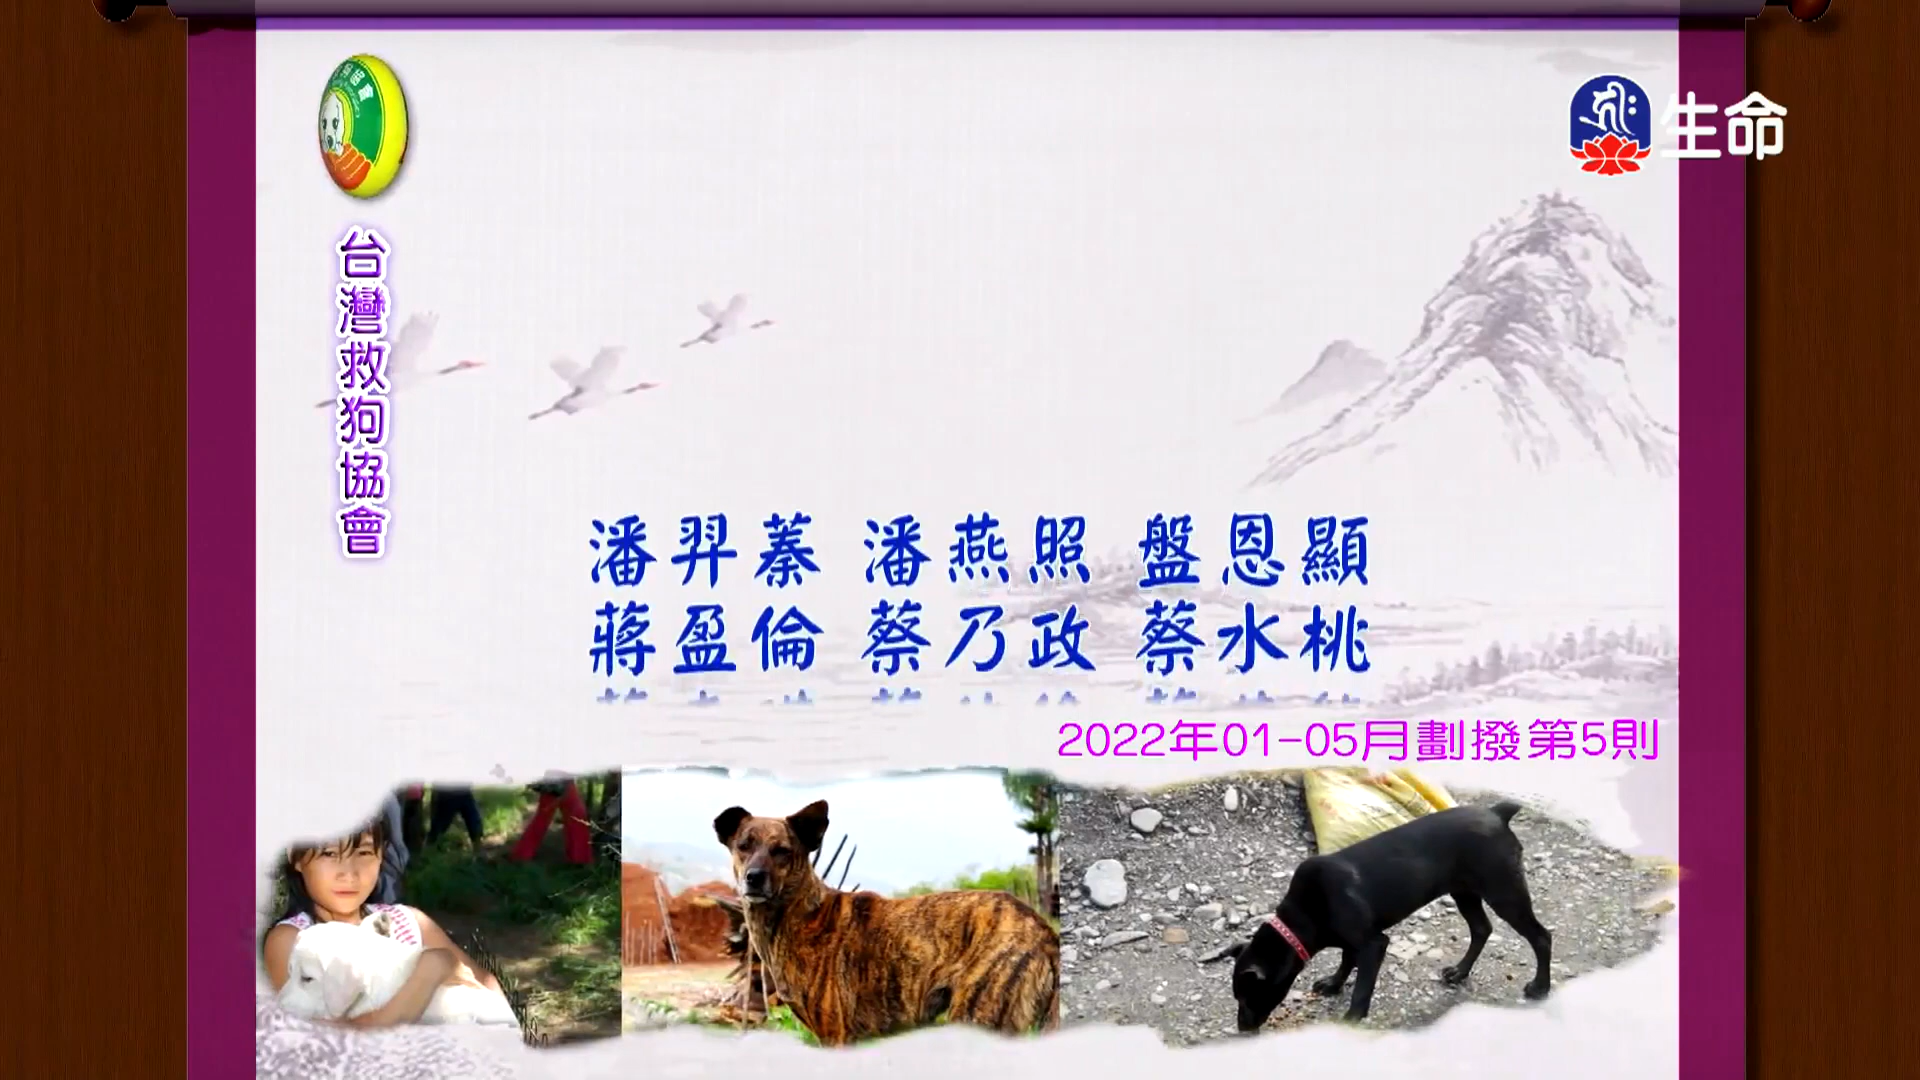 生命
台灣救狗協會
潘羿蓁 潘燕照 盤恩顯
蔣盈倫 蔡乃政 蔡水桃
2022年01-05月劃撥第5則